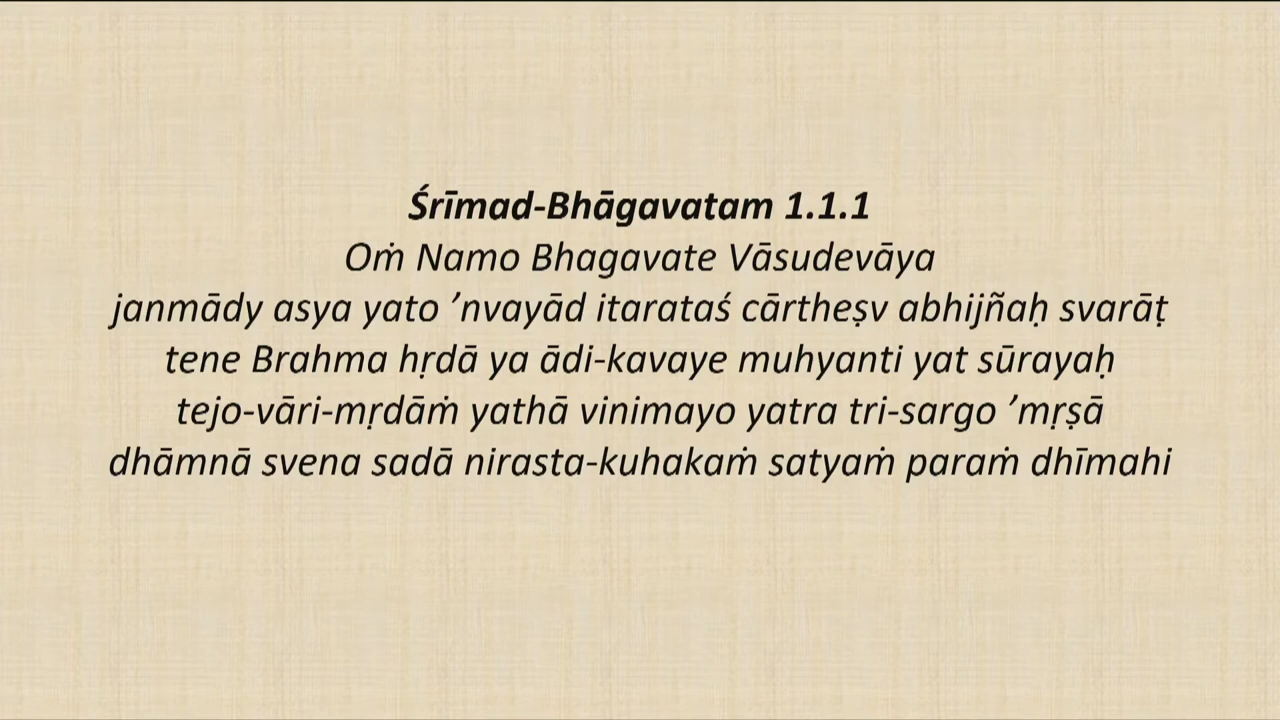 Śrīmad-Bhāgavatam 1.1.1
Oṁ Namo Bhagavate Vāsudevāya
janmādy asya yato ’nvayād itarataś cārtheṣv abhijñaḥ svarāṭ
tene Brahma hṛdā ya ādi-kavaye muhyanti yat sūrayaḥ
tejo-vāri-mṛdāṁ yathā vinimayo yatra tri-sargo ’mṛṣā
dhāmnā svena sadā nirasta-kuhakaṁ satyaṁ paraṁ dhīmahi